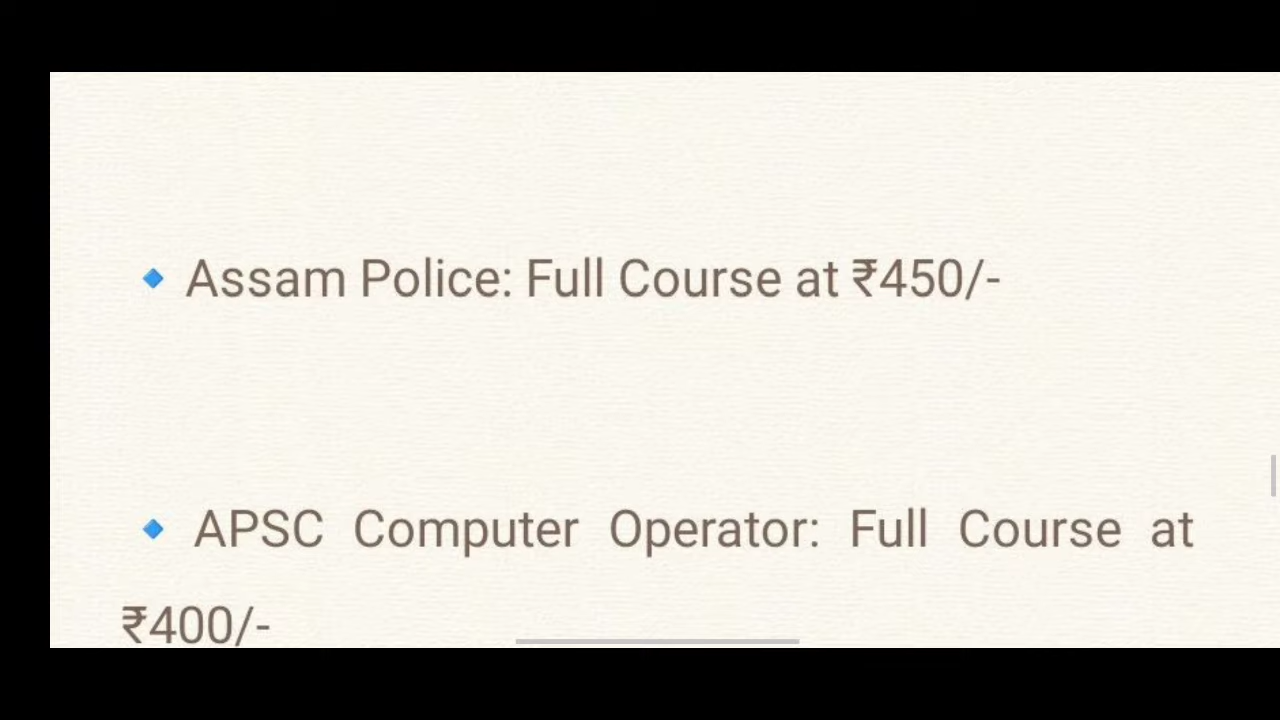 🔹 Assam Police: Full Course at ₹450/-
🔹 APSC Computer Operator: Full Course at
₹400/-